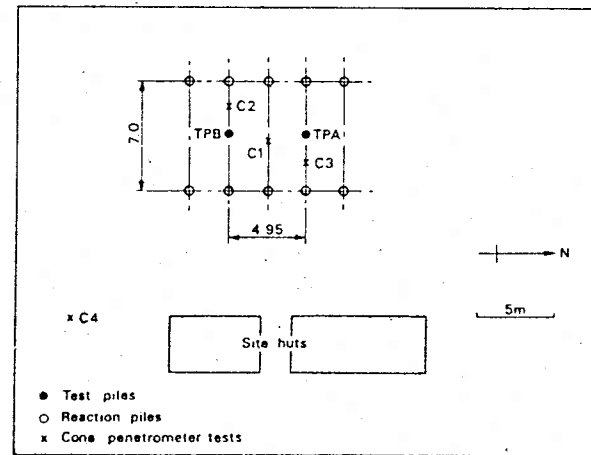 C2
7.0
TPB
TPA
C1
C3
4.95
N
C4
5m
Site huts
● Test piles
○ Reaction piles
x Cone penetrometer tests